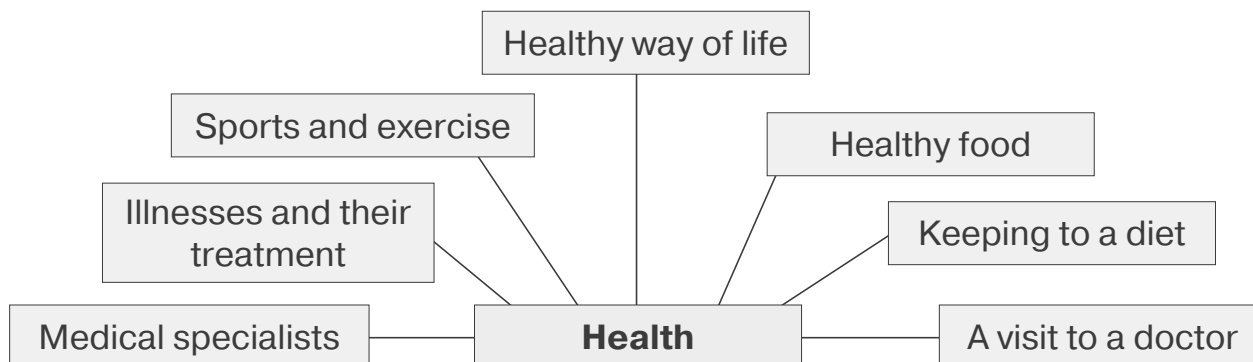 Healthy way of life
Sports and exercise
Healthy food
Illnesses and their
treatment
Keeping to a diet
Medical specialists
Health
A visit to a doctor